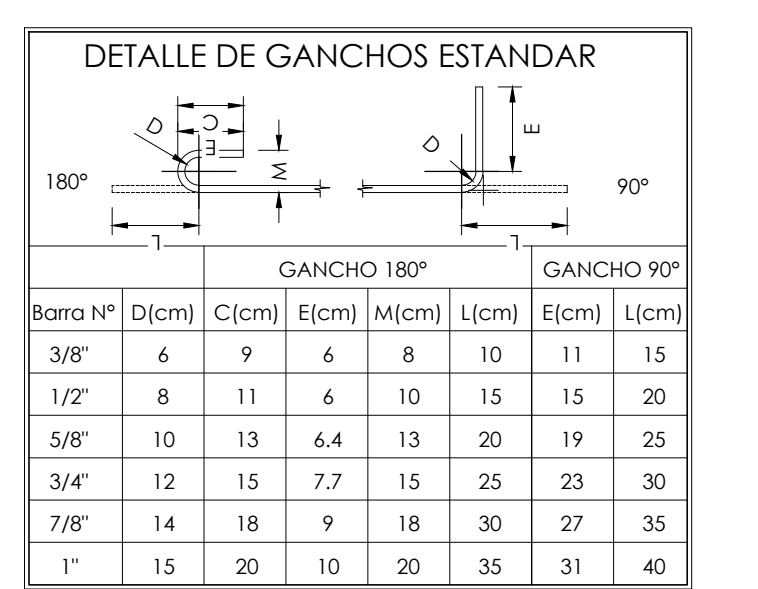 DETALLE DE GANCHOS ESTANDAR
D C E M 180° L
D E 90° L
GANCHO 180° GANCHO 90°
Barra N° D(cm) C(cm) E(cm) M(cm) L(cm) E(cm) L(cm)
3/8" 6 9 6 8 10 11 15
1/2" 8 11 6 10 15 15 20
5/8" 10 13 6.4 13 20 19 25
3/4" 12 15 7.7 15 25 23 30
7/8" 14 18 9 18 30 27 35
1" 15 20 10 20 35 31 40